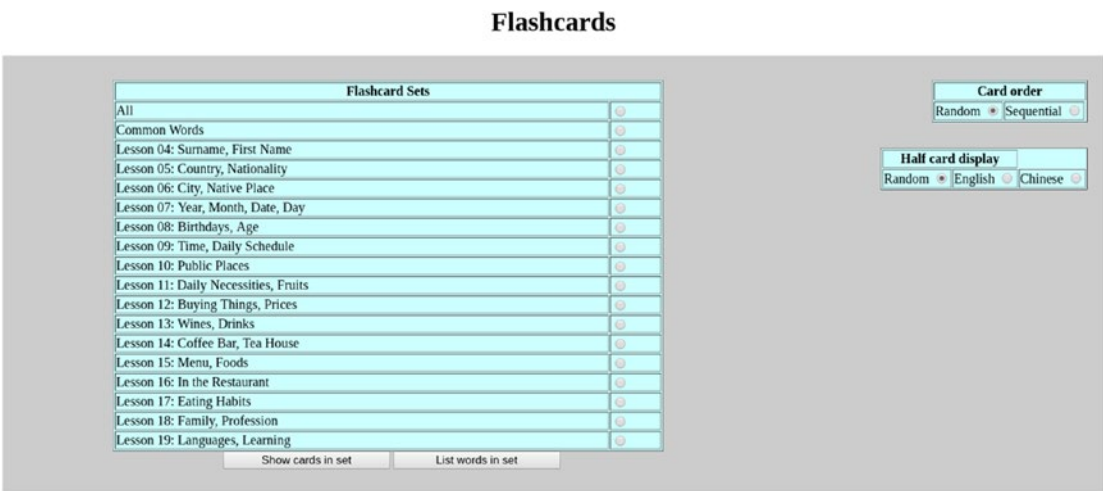 Flashcards
Flashcard Sets
All
Common Words
Lesson 04: Surname, First Name
Lesson 05: Country, Nationality
Lesson 06: City, Native Place
Lesson 07: Year, Month, Date, Day
Lesson 08: Birthdays, Age
Lesson 09: Time, Daily Schedule
Lesson 10: Public Places
Lesson 11: Daily Necessities, Fruits
Lesson 12: Buying Things, Prices
Lesson 13: Wines, Drinks
Lesson 14: Coffee Bar, Tea House
Lesson 15: Menu, Foods
Lesson 16: In the Restaurant
Lesson 17: Eating Habits
Lesson 18: Family, Profession
Lesson 19: Languages, Learning
Show cards in set List words in set
Card order
Random Sequential
Half card display
Random English Chinese